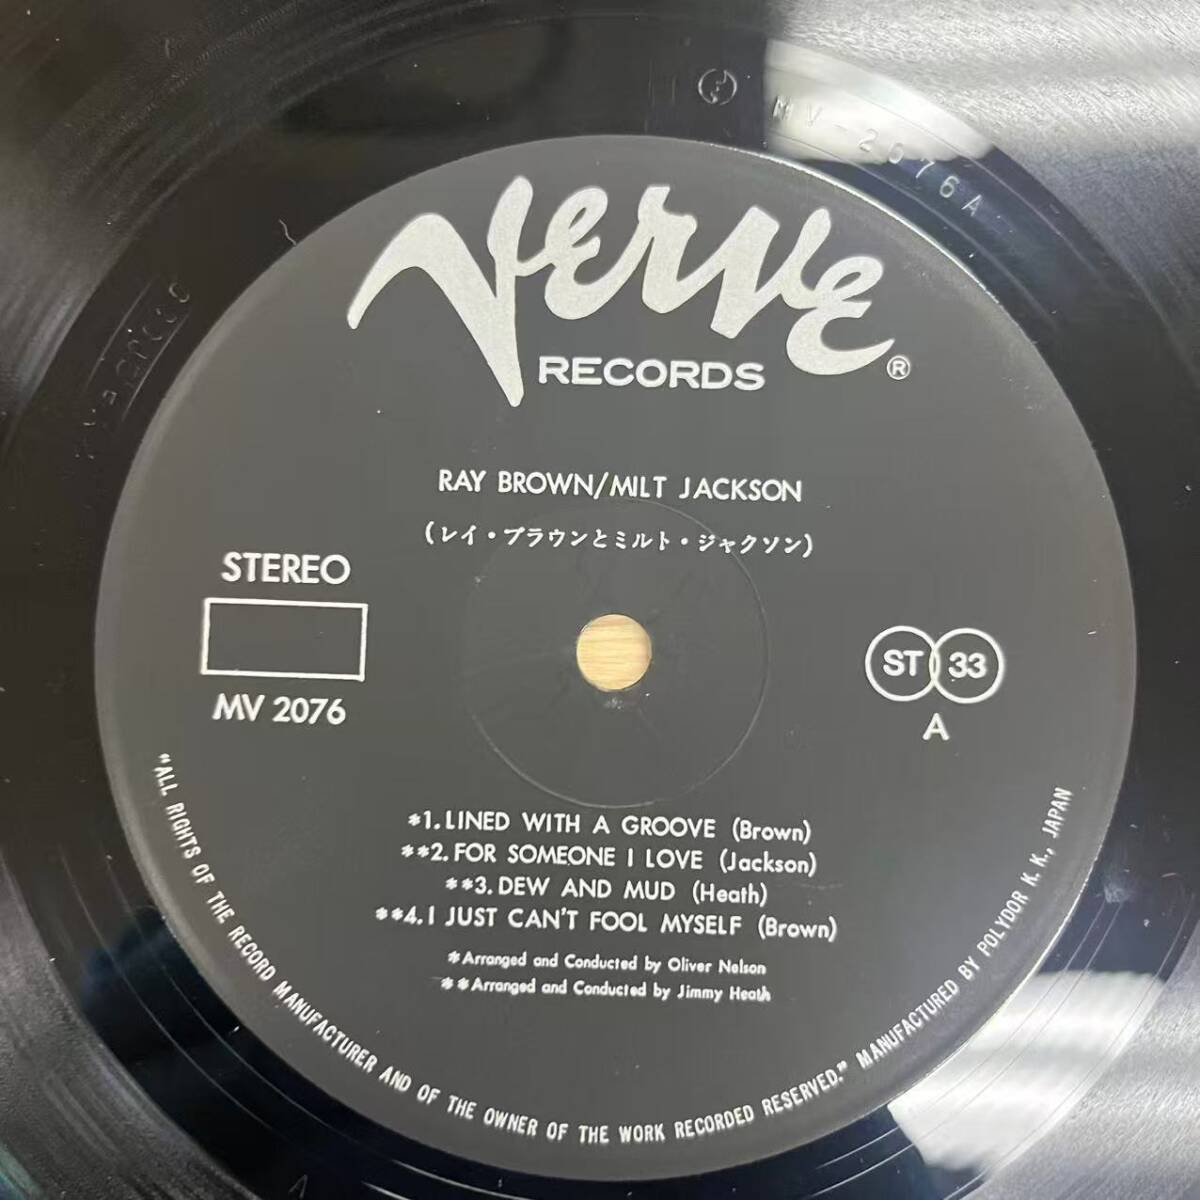 MV-2076A
Verve
RECORDS ®
RAY BROWN/MILT JACKSON
(レイ・ブラウンとミルト・ジャクソン)
STEREO
MV 2076
ST 33
A
*1. LINED WITH A GROOVE (Brown)
**2. FOR SOMEONE I LOVE (Jackson)
**3. DEW AND MUD (Heath)
**4. I JUST CAN'T FOOL MYSELF (Brown)
*Arranged and Conducted by Oliver Nelson
**Arranged and Conducted by Jimmy Heath
"ALL RIGHTS OF THE RECORD MANUFACTURER AND OF THE OWNER OF THE WORK RECORDED RESERVED." MANUFACTURED BY POLYDOR K.K., JAPAN
A